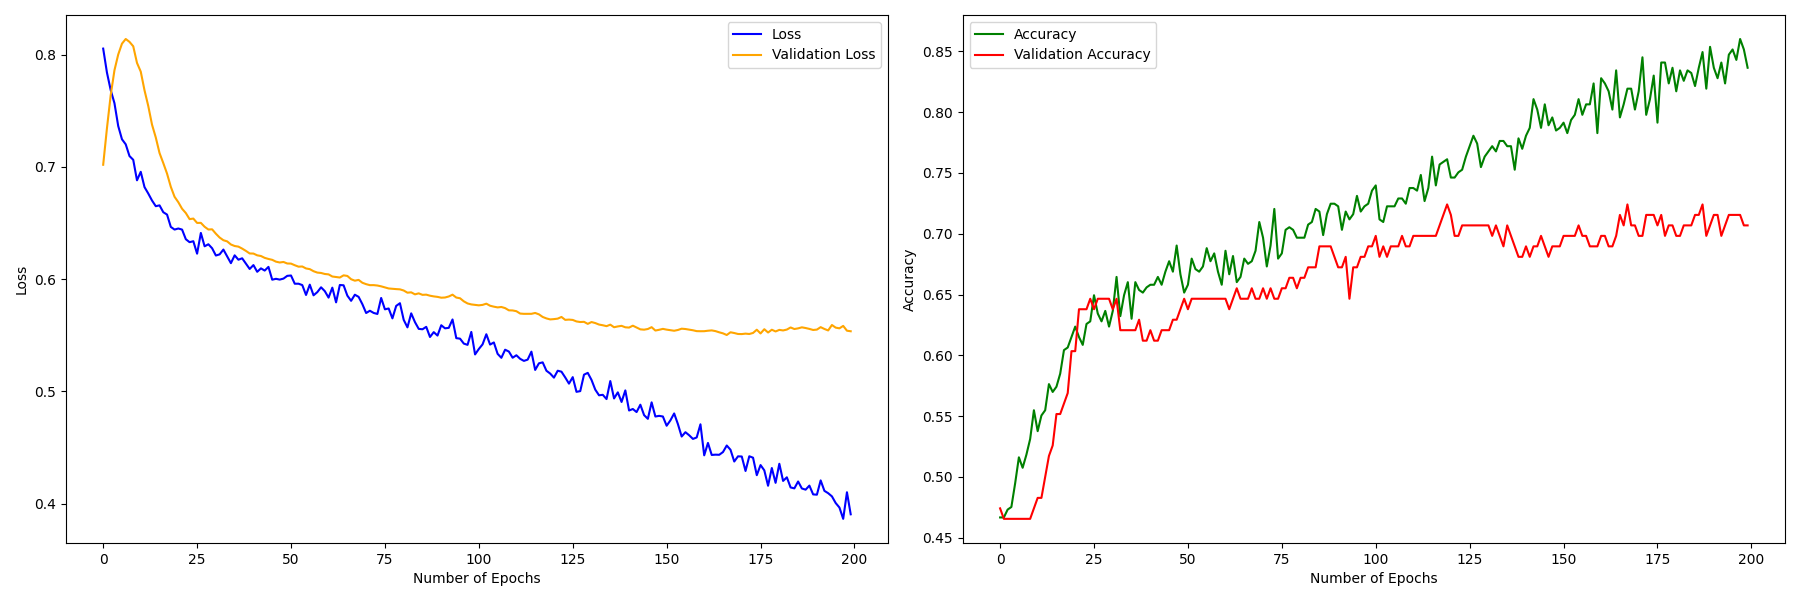 Loss
Validation Loss
0.8
0.7
0.6
0.5
0.4
Loss
0 25 50 75 100 125 150 175 200
Number of Epochs
Accuracy
Validation Accuracy
0.85
0.80
0.75
0.70
0.65
0.60
0.55
0.50
0.45
Accuracy
0 25 50 75 100 125 150 175 200
Number of Epochs